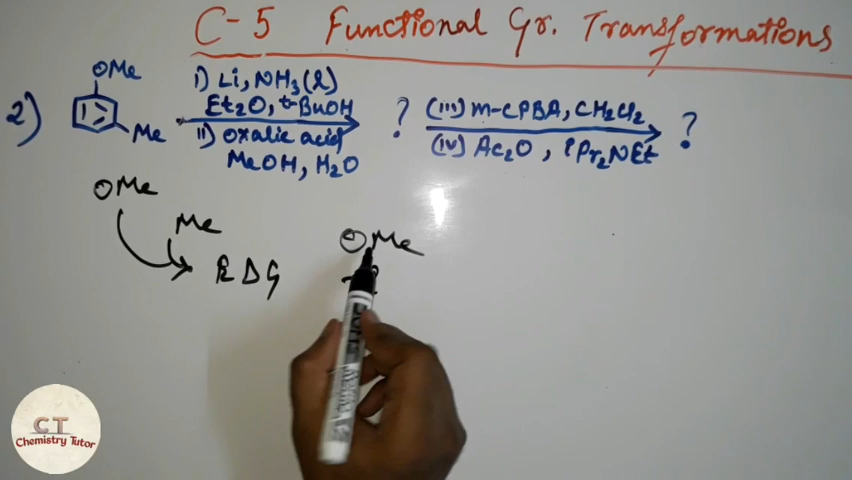 C-5 Functional Gr. Transformations
2)
OMe
Me
i) Li, NH3(l)
Et2O, t-BuOH
ii) oxalic acid
MeOH, H2O
?
(iii) m-CPBA, CH2Cl2
(iv) Ac2O, iPr2NEt
?
OMe
Me
EDG
OMe
CT
Chemistry Tutor